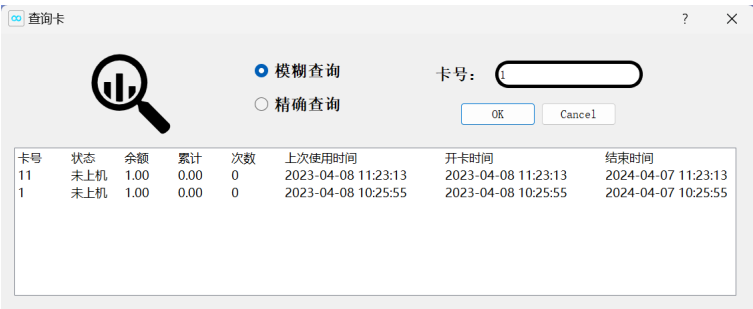 查询卡
模糊查询
卡号：
1
精确查询
OK
Cancel
卡号 状态 余额 累计 次数 上次使用时间 开卡时间 结束时间
11 未上机 1.00 0.00 0 2023-04-08 11:23:13 2023-04-08 11:23:13 2024-04-07 11:23:13
1 未上机 1.00 0.00 0 2023-04-08 10:25:55 2023-04-08 10:25:55 2024-04-07 10:25:55